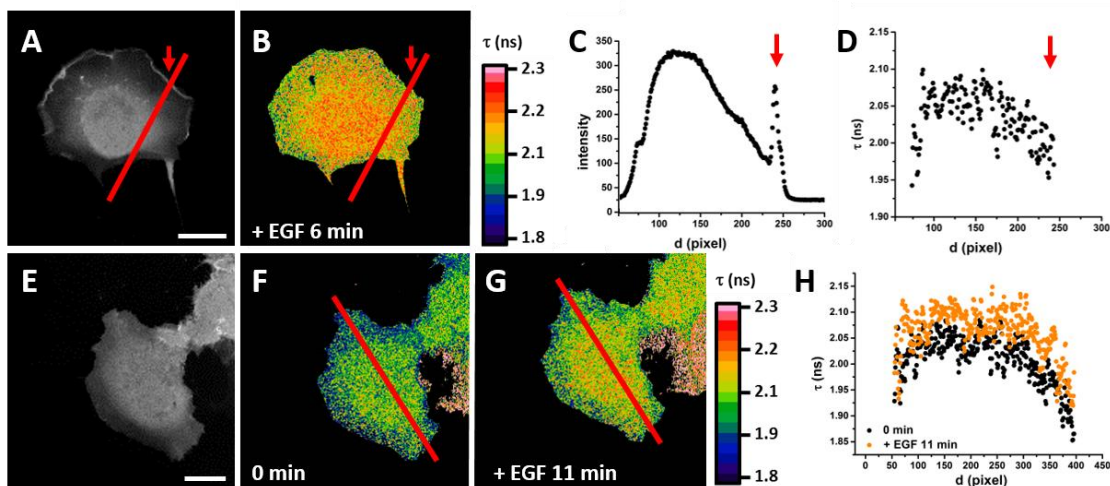 A
B
+ EGF 6 min
τ (ns)
2.3
2.2
2.1
2.0
1.9
1.8
C
intensity
350
300
250
200
150
100
50
0
100
150
200
250
300
d (pixel)
D
τ (ns)
2.10
2.05
2.00
1.95
1.90
100
150
200
250
300
d (pixel)
E
F
0 min
G
+ EGF 11 min
τ (ns)
2.3
2.2
2.1
2.0
1.9
1.8
H
τ (ns)
2.15
2.10
2.05
2.00
1.95
1.90
1.85
0 min
+ EGF 11 min
0 50 100 150 200 250 300 350 400 450
d (pixel)